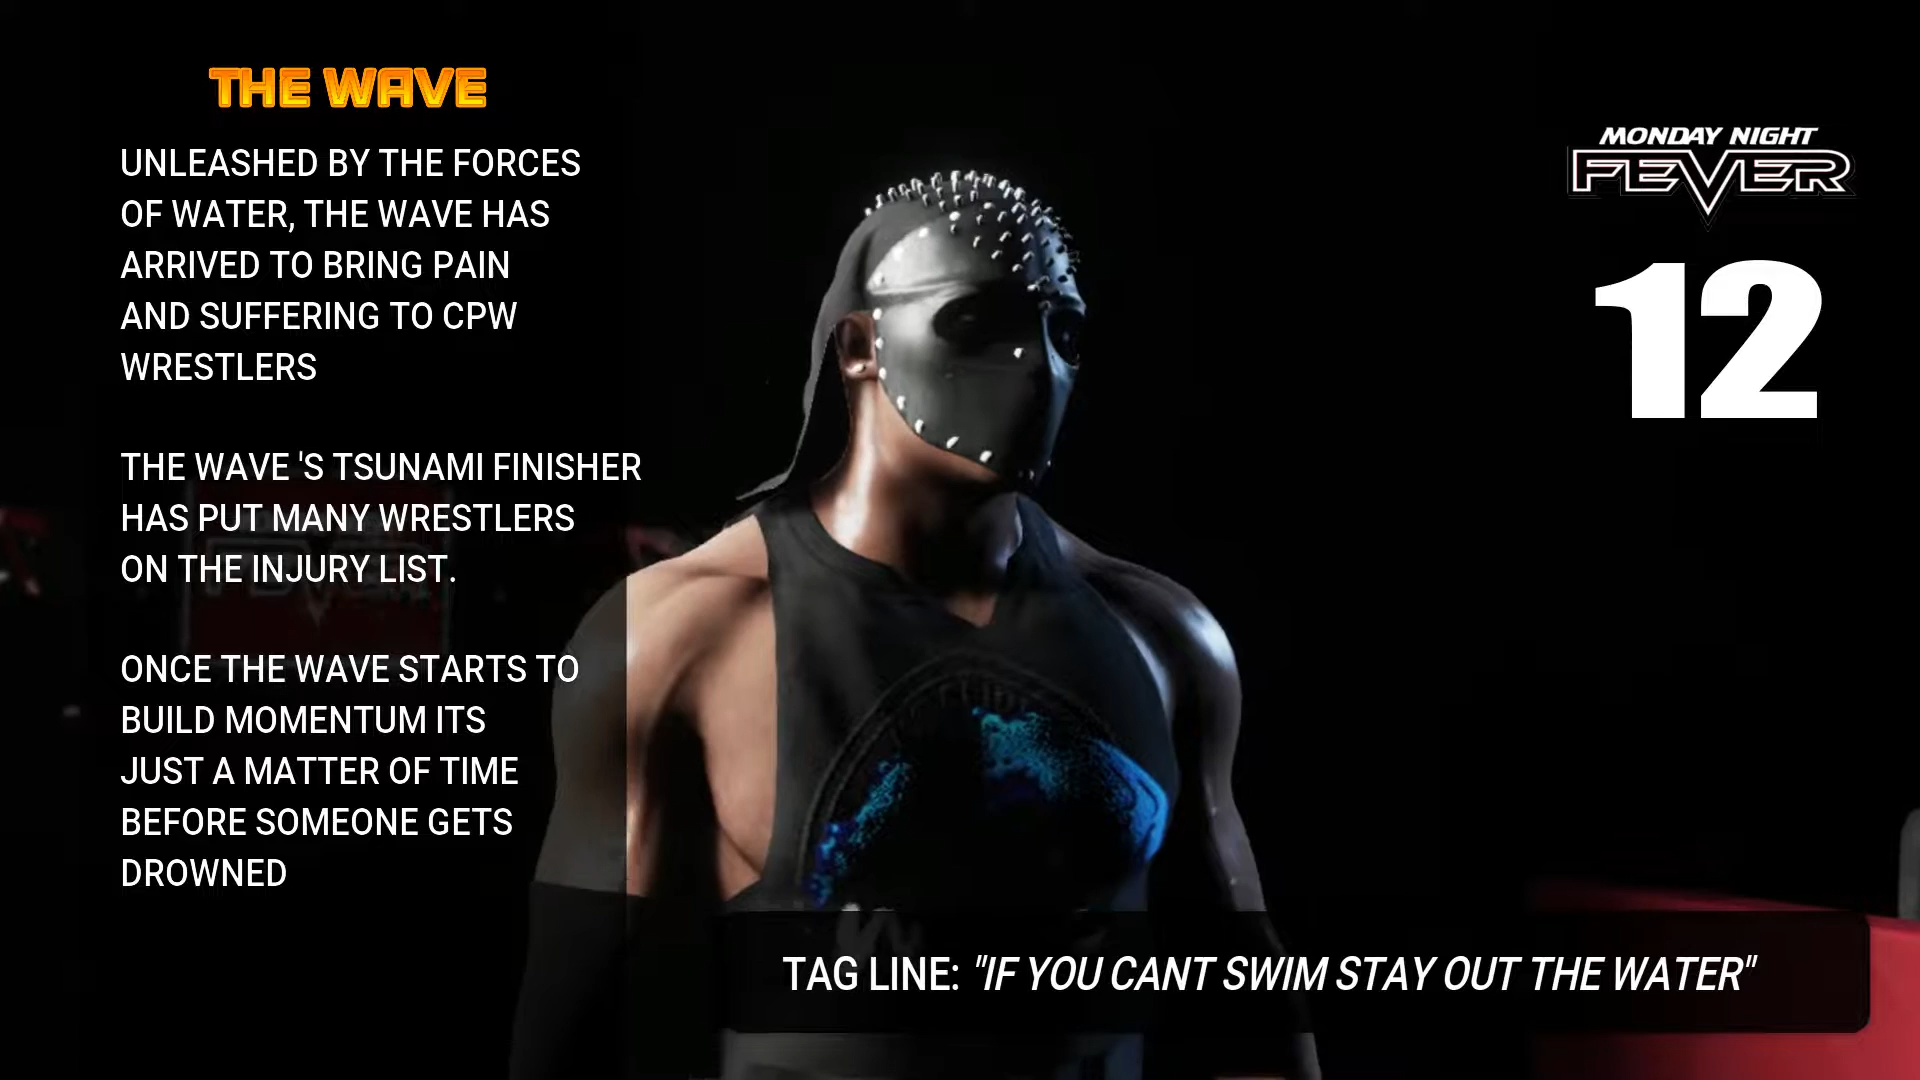 THE WAVE
UNLEASHED BY THE FORCES
OF WATER, THE WAVE HAS
ARRIVED TO BRING PAIN
AND SUFFERING TO CPW
WRESTLERS
THE WAVE 'S TSUNAMI FINISHER
HAS PUT MANY WRESTLERS
ON THE INJURY LIST.
ONCE THE WAVE STARTS TO
BUILD MOMENTUM ITS
JUST A MATTER OF TIME
BEFORE SOMEONE GETS
DROWNED
MONDAY NIGHT
FEVER
12
TAG LINE: "IF YOU CANT SWIM STAY OUT THE WATER"